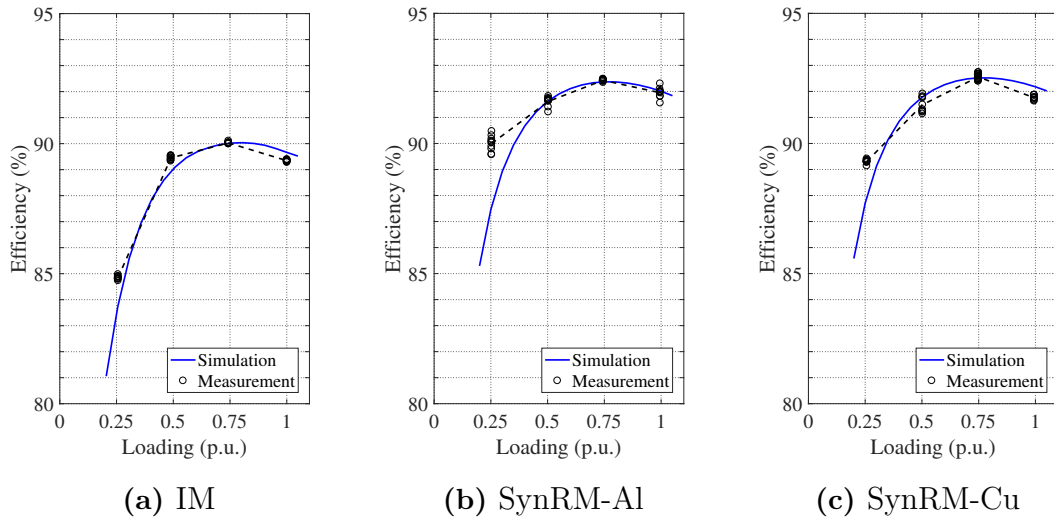 95
90
85
80
Efficiency (%)
0 0.25 0.5 0.75 1
Loading (p.u.)
Simulation
Measurement
(a) IM
95
90
85
80
Efficiency (%)
0 0.25 0.5 0.75 1
Loading (p.u.)
Simulation
Measurement
(b) SynRM-Al
95
90
85
80
Efficiency (%)
0 0.25 0.5 0.75 1
Loading (p.u.)
Simulation
Measurement
(c) SynRM-Cu